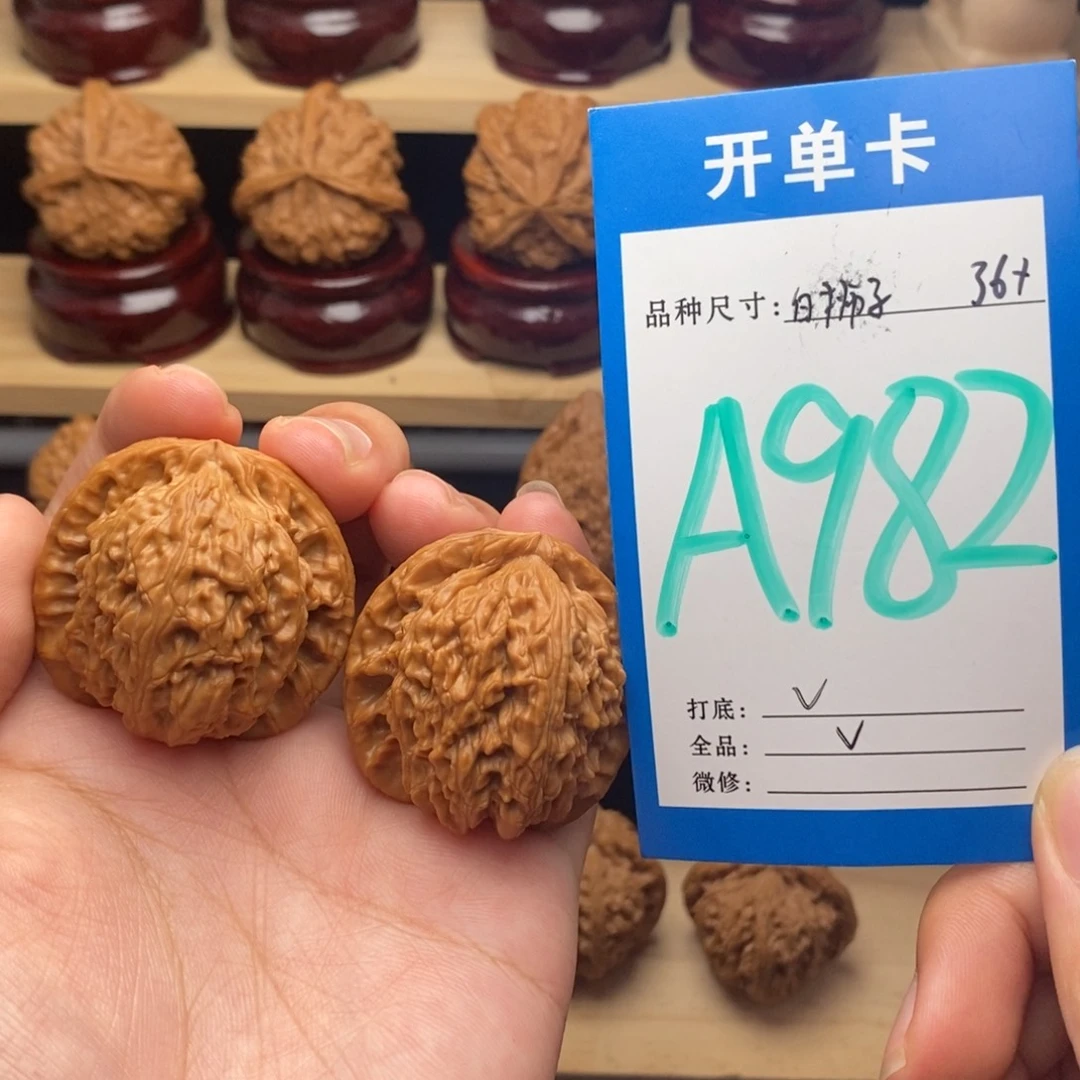 开单卡
品种尺寸：白狮子 36+
A982
打底：√
全品：√
微修：